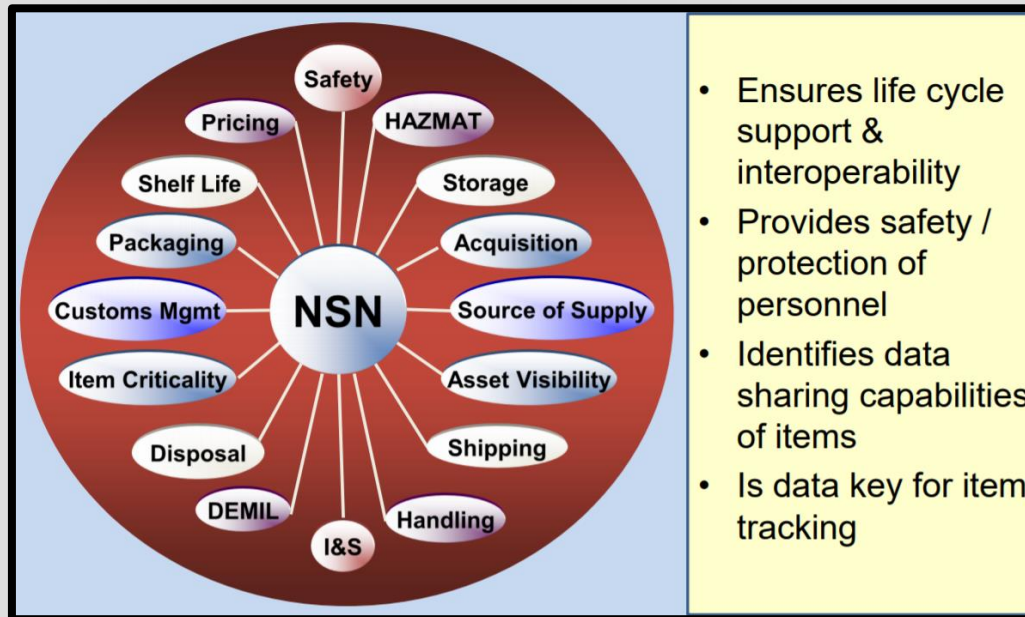 Safety
Pricing
HAZMAT
Shelf Life
Storage
Packaging
Acquisition
Customs Mgmt
NSN
Source of Supply
Item Criticality
Asset Visibility
Disposal
Shipping
DEMIL
Handling
I&S
• Ensures life cycle
support &
interoperability
• Provides safety /
protection of
personnel
• Identifies data
sharing capabilities
of items
• Is data key for item
tracking